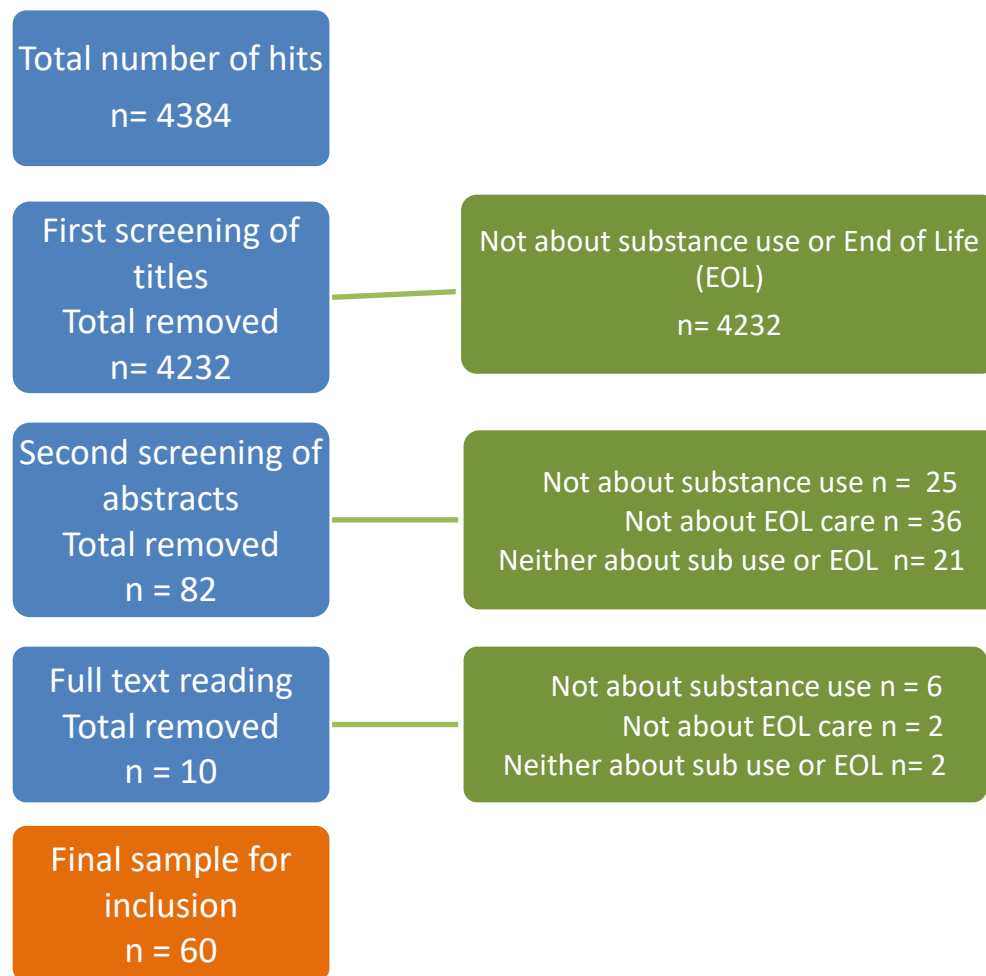 Total number of hits
n= 4384
First screening of
titles
Total removed
n= 4232
Not about substance use or End of Life
(EOL)
n= 4232
Second screening of
abstracts
Total removed
n = 82
Not about substance use n =  25
Not about EOL care n = 36
Neither about sub use or EOL  n= 21
Full text reading
Total removed
n = 10
Not about substance use n = 6
Not about EOL care n = 2
Neither about sub use or EOL n= 2
Final sample for
inclusion
n = 60